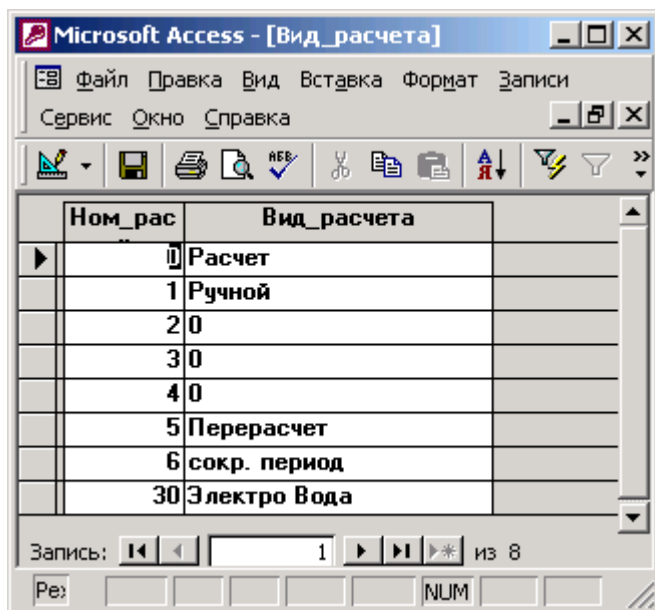 Microsoft Access - [Вид_расчета]
Файл Правка Вид Вставка Формат Записи
Сервис Окно Справка
Ном_рас Вид_расчета
0 Расчет
1 Ручной
2 0
3 0
4 0
5 Перерасчет
6 сокр. период
30 Электро Вода
Запись: 1 из 8
NUM